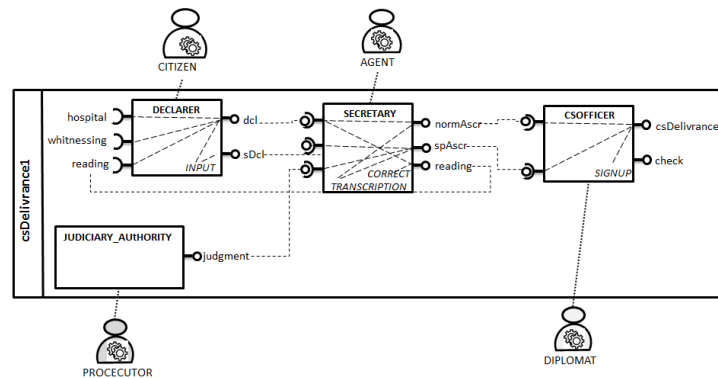 CITIZEN
AGENT
csDelivrance1
DECLARER
hospital
whitnessing
reading
INPUT
dcl
sDcl
SECRETARY
CORRECT
TRANSCRIPTION
normAscr
spAscr
reading
CSOFFICER
SIGNUP
csDelivrance
check
JUDICIARY_AUtHORITY
judgment
PROCECUTOR
DIPLOMAT